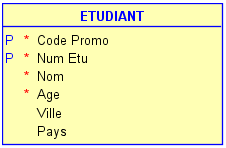 ETUDIANT
P * Code Promo
P * Num Etu
* Nom
* Age
Ville
Pays